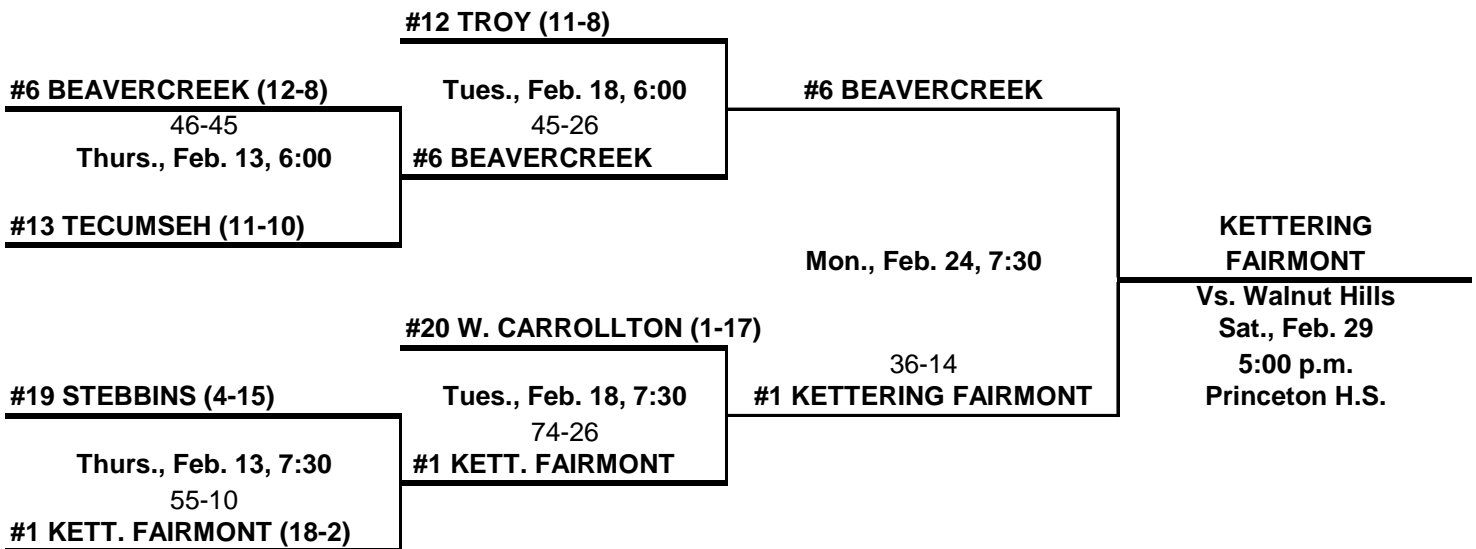 #12 TROY (11-8)
#6 BEAVERCREEK (12-8)
Tues., Feb. 18, 6:00
#6 BEAVERCREEK
46-45
45-26
Thurs., Feb. 13, 6:00
#6 BEAVERCREEK
#13 TECUMSEH (11-10)
KETTERING
Mon., Feb. 24, 7:30
FAIRMONT
Vs. Walnut Hills
#20 W. CARROLLTON (1-17)
Sat., Feb. 29
36-14
5:00 p.m.
#19 STEBBINS (4-15)
Tues., Feb. 18, 7:30
#1 KETTERING FAIRMONT
Princeton H.S.
74-26
Thurs., Feb. 13, 7:30
#1 KETT. FAIRMONT
55-10
#1 KETT. FAIRMONT (18-2)